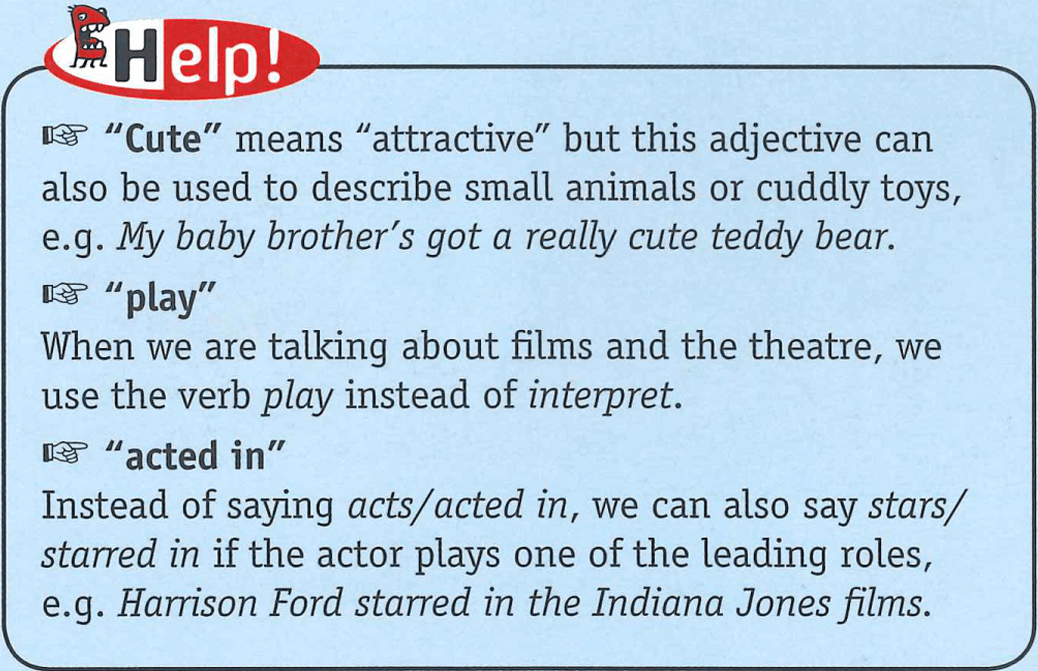 Help!
☞ “Cute” means “attractive” but this adjective can
also be used to describe small animals or cuddly toys,
e.g. My baby brother’s got a really cute teddy bear.
☞ “play”
When we are talking about films and the theatre, we
use the verb play instead of interpret.
☞ “acted in”
Instead of saying acts/acted in, we can also say stars/
starred in if the actor plays one of the leading roles,
e.g. Harrison Ford starred in the Indiana Jones films.